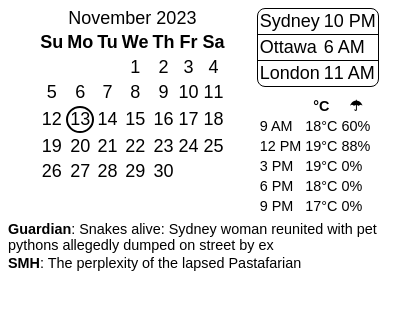 November 2023
Su Mo Tu We Th Fr Sa
1 2 3 4
5 6 7 8 9 10 11
12 13 14 15 16 17 18
19 20 21 22 23 24 25
26 27 28 29 30
Sydney 10 PM
Ottawa 6 AM
London 11 AM
°C ☂
9 AM 18°C 60%
12 PM 19°C 88%
3 PM 19°C 0%
6 PM 18°C 0%
9 PM 17°C 0%
Guardian: Snakes alive: Sydney woman reunited with pet
pythons allegedly dumped on street by ex
SMH: The perplexity of the lapsed Pastafarian